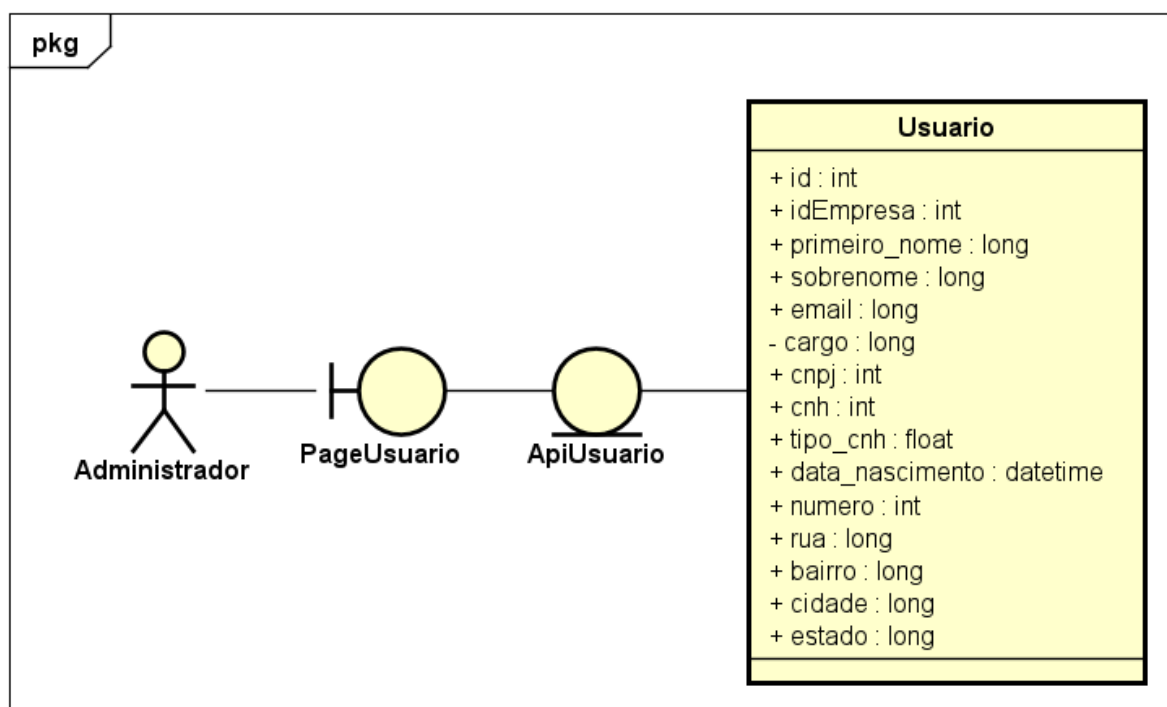 pkg
Usuario
+ id : int
+ idEmpresa : int
+ primeiro_nome : long
+ sobrenome : long
+ email : long
- cargo : long
+ cnpj : int
+ cnh : int
+ tipo_cnh : float
+ data_nascimento : datetime
+ numero : int
+ rua : long
+ bairro : long
+ cidade : long
+ estado : long
Administrador
PageUsuario
ApiUsuario